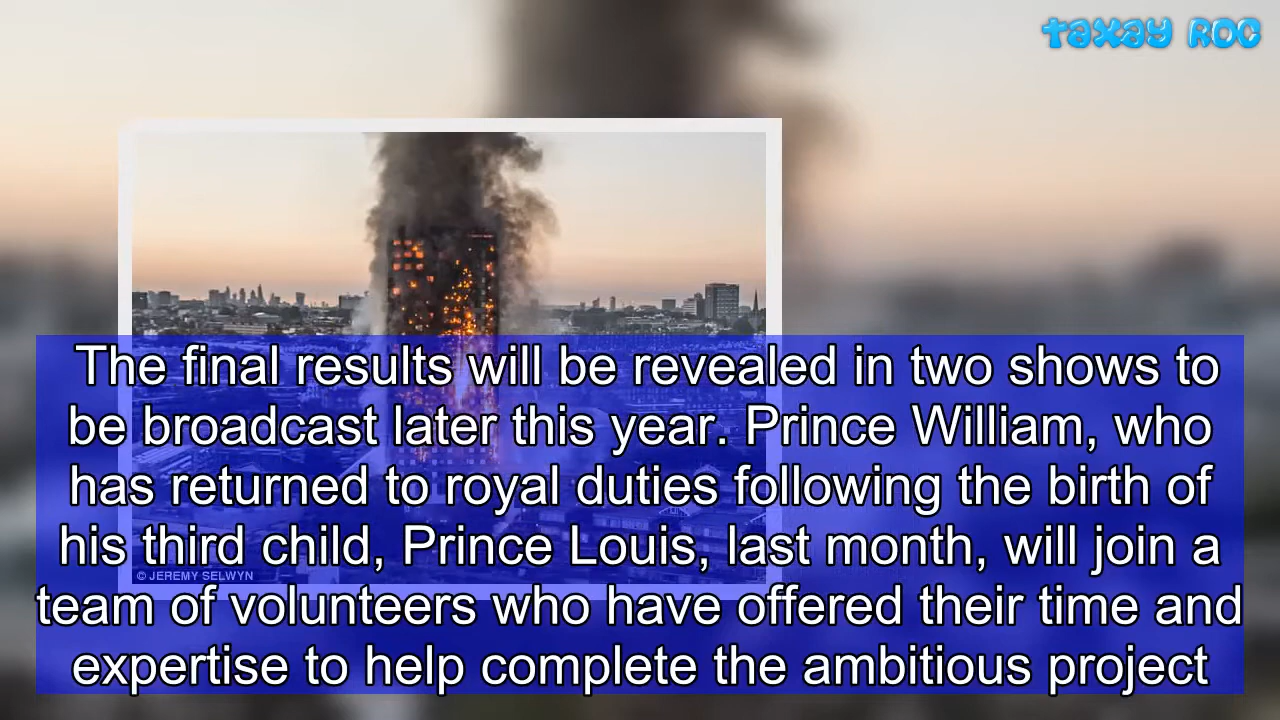 taxay ROC
The final results will be revealed in two shows to
be broadcast later this year. Prince William, who
has returned to royal duties following the birth of
his third child, Prince Louis, last month, will join a
© JEREMY SELWYN
team of volunteers who have offered their time and
expertise to help complete the ambitious project